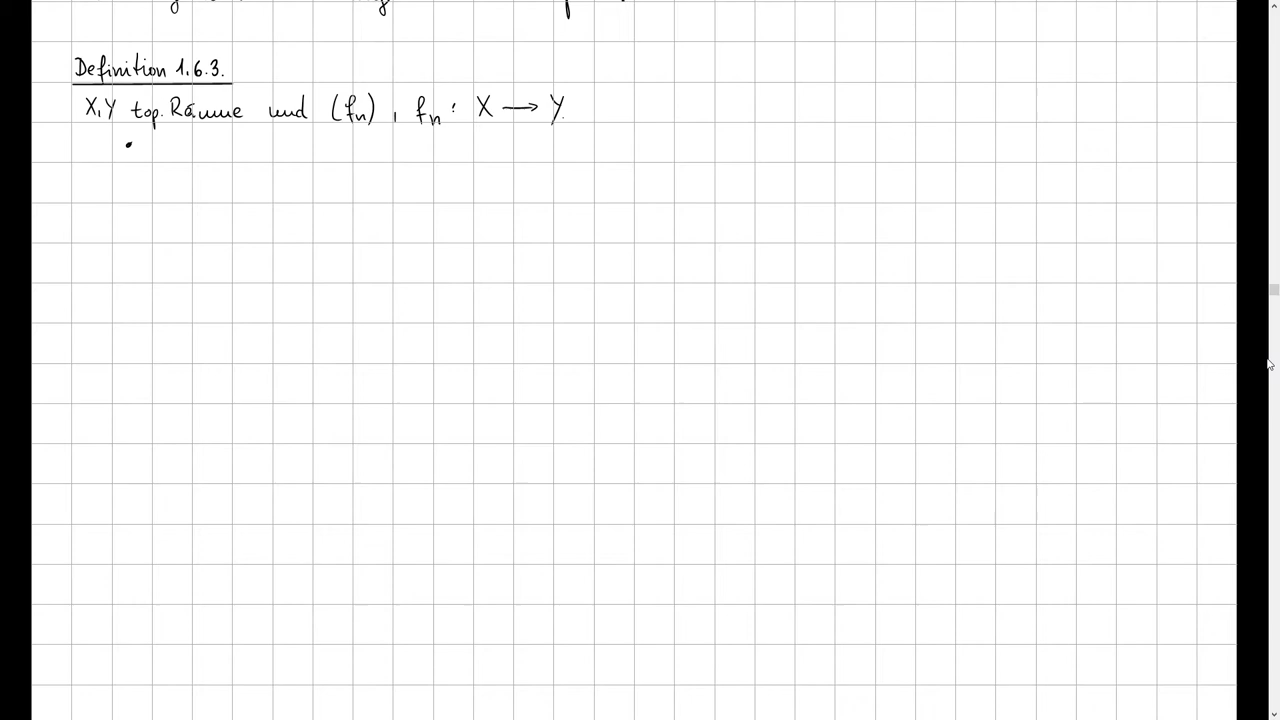 Definition 1.6.3.
X, Y top. Räume und (fₙ), fₙ : X ⟶ Y.
•